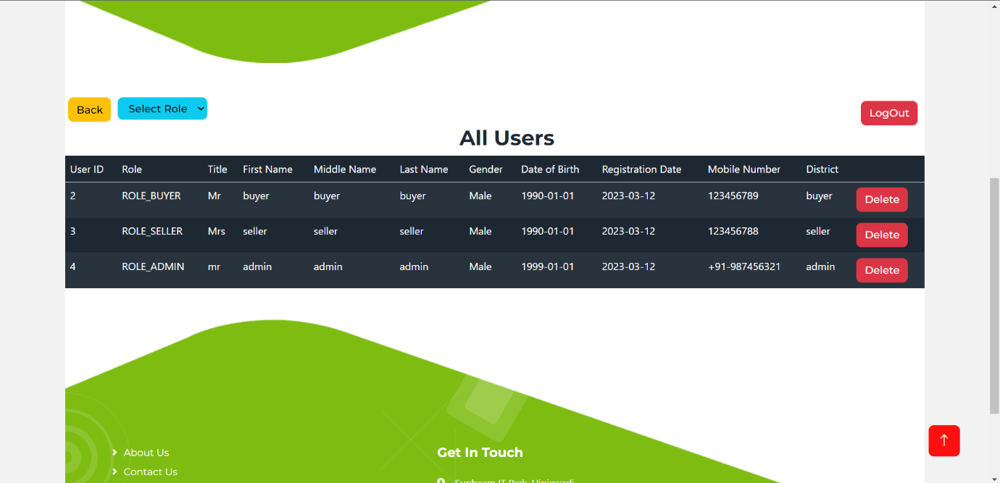 Back
Select Role
LogOut
All Users
User ID Role Title First Name Middle Name Last Name Gender Date of Birth Registration Date Mobile Number District
2 ROLE_BUYER Mr buyer buyer buyer Male 1990-01-01 2023-03-12 123456789 buyer Delete
3 ROLE_SELLER Mrs seller seller seller Male 1990-01-01 2023-03-12 123456788 seller Delete
4 ROLE_ADMIN mr admin admin admin Male 1999-01-01 2023-03-12 +91-987456321 admin Delete
About Us
Get In Touch
Contact Us
Sunbeam IT Park